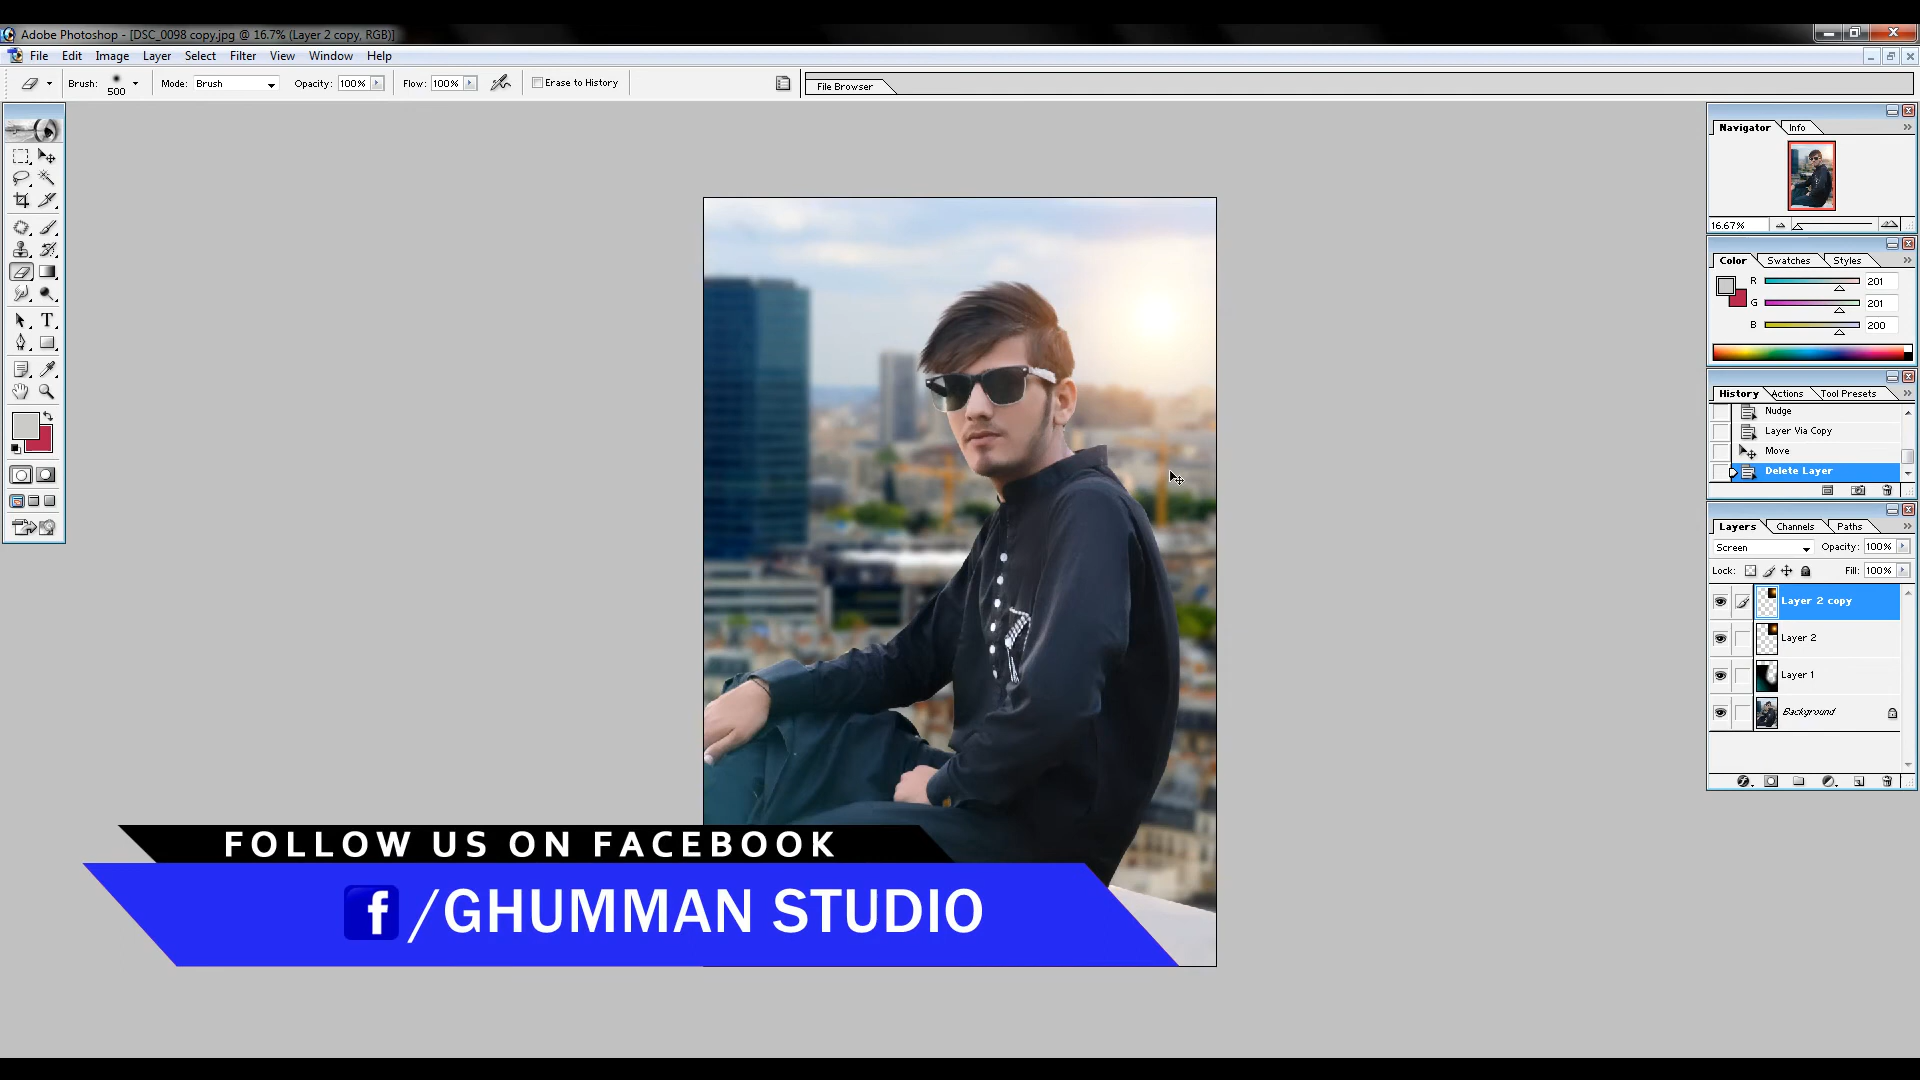 Adobe Photoshop - [DSC_0098 copy.jpg @ 16.7% (Layer 2 copy, RGB)]
File Edit Image Layer Select Filter View Window Help
Brush: 500 Mode: Brush Opacity: 100% Flow: 100% Erase to History File Browser
Navigator Info
16.67%
Color Swatches Styles
R 201
G 201
B 200
History Actions Tool Presets
Nudge
Layer Via Copy
Move
Delete Layer
Layers Channels Paths
Screen Opacity: 100%
Lock: Fill: 100%
Layer 2 copy
Layer 2
Layer 1
Background
FOLLOW US ON FACEBOOK
f /GHUMMAN STUDIO